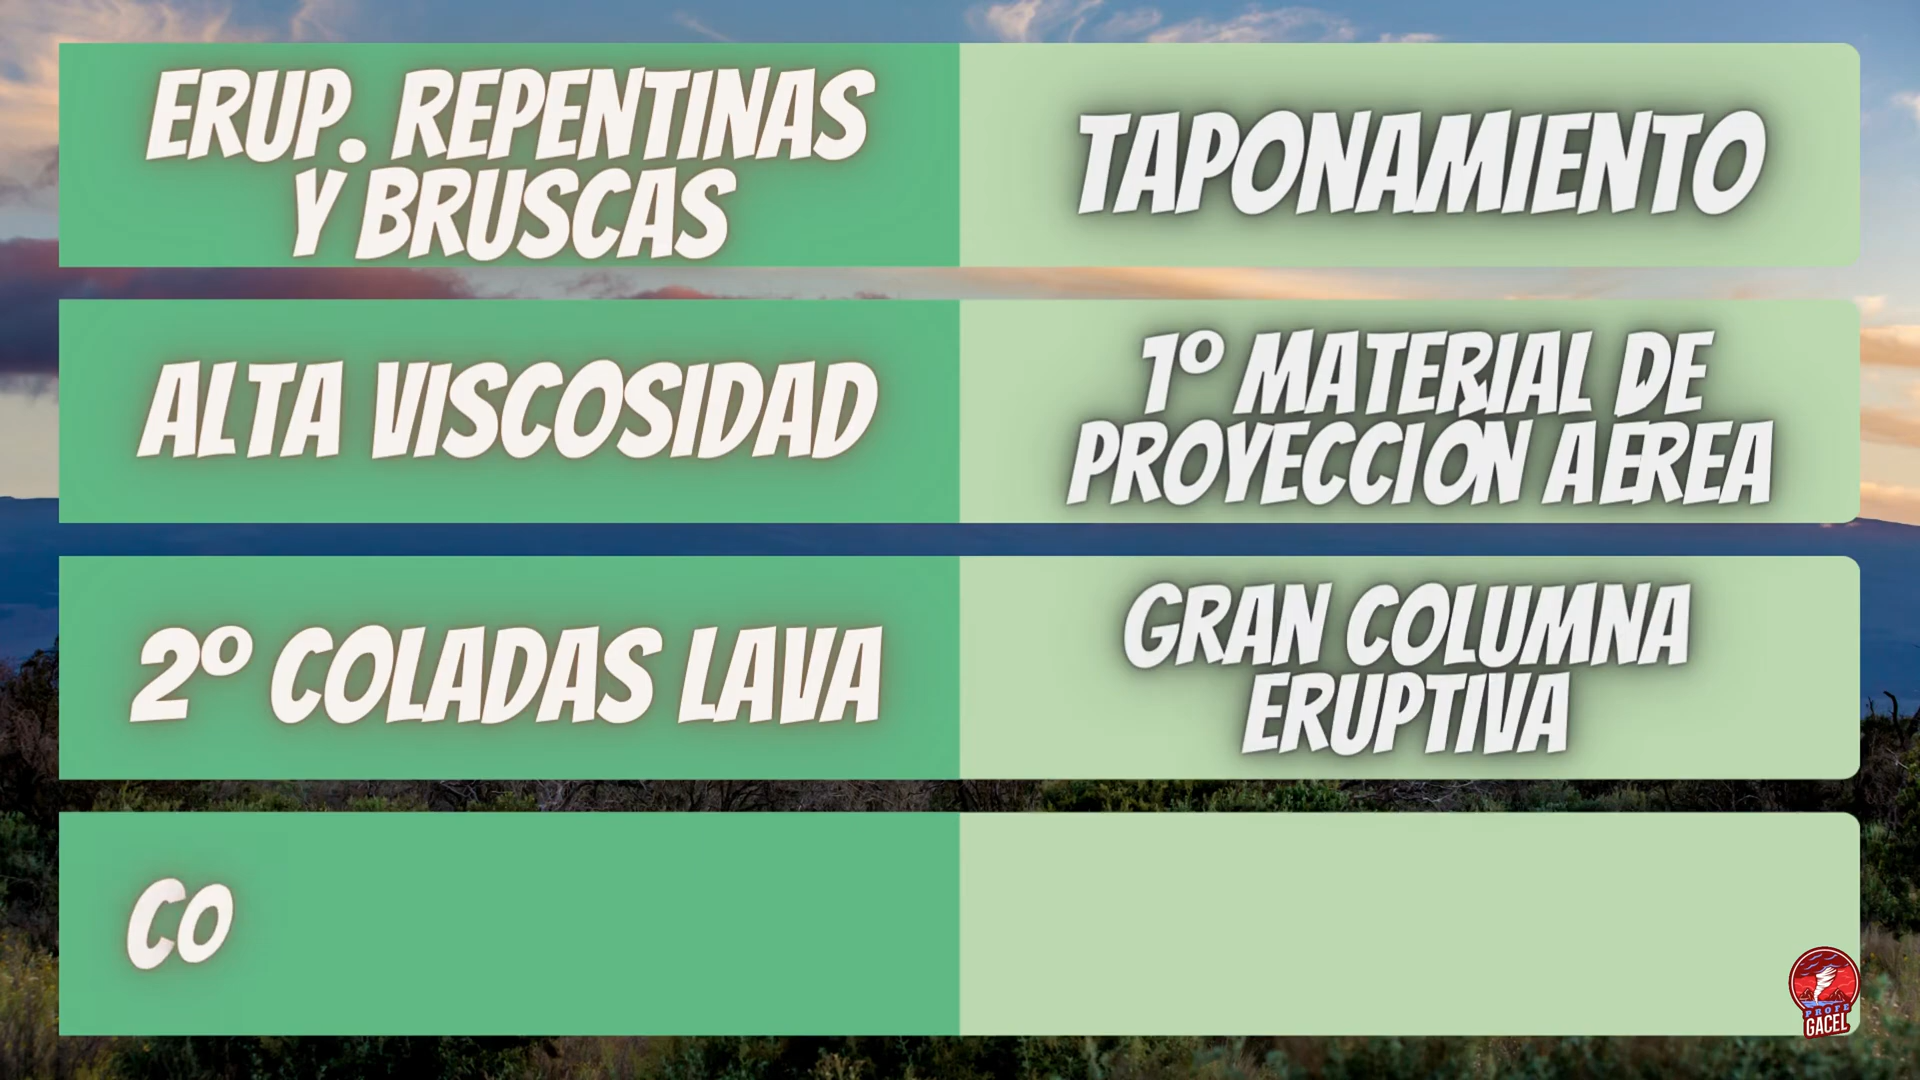 ERUP. REPENTINAS
Y BRUSCAS
TAPONAMIENTO
ALTA VISCOSIDAD
1º MATERIAL DE
PROYECCIÓN AÉREA
2º COLADAS LAVA
GRAN COLUMNA
ERUPTIVA
CO
PROFE
GACEL